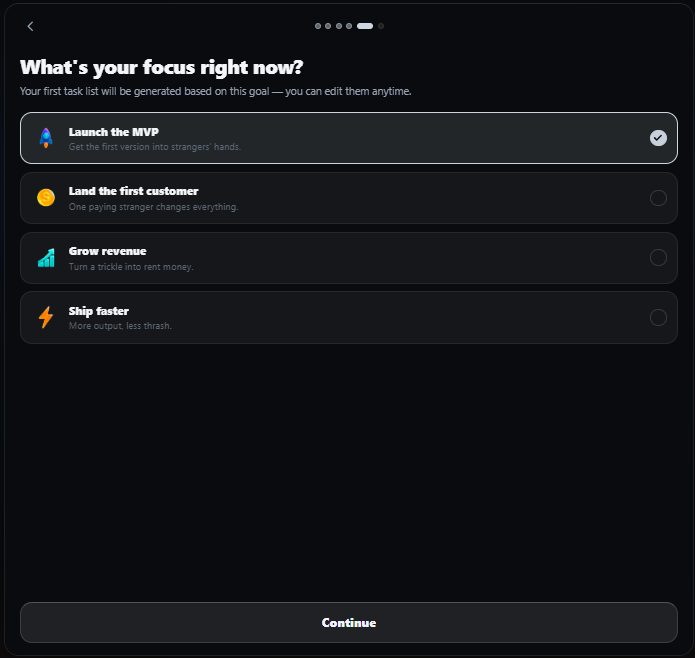 What's your focus right now?
Your first task list will be generated based on this goal — you can edit them anytime.
Launch the MVP
Get the first version into strangers' hands.
Land the first customer
One paying stranger changes everything.
Grow revenue
Turn a trickle into rent money.
Ship faster
More output, less thrash.
Continue